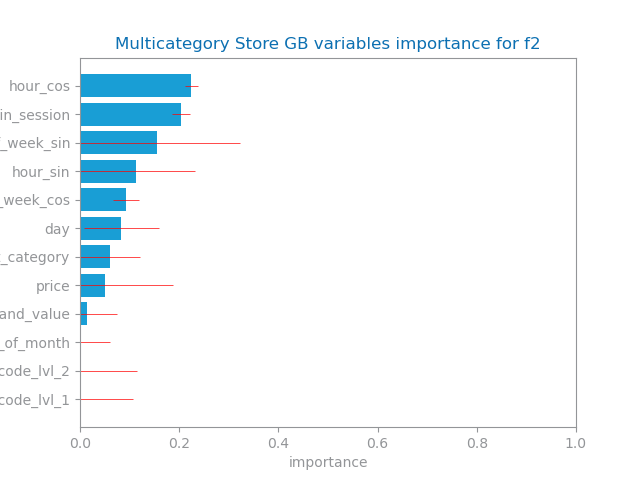 Multicategory Store GB variables importance for f2
hour_cos
in_session
_week_sin
hour_sin
_week_cos
day
_category
price
and_value
_of_month
code_lvl_2
code_lvl_1
0.0 0.2 0.4 0.6 0.8 1.0
importance